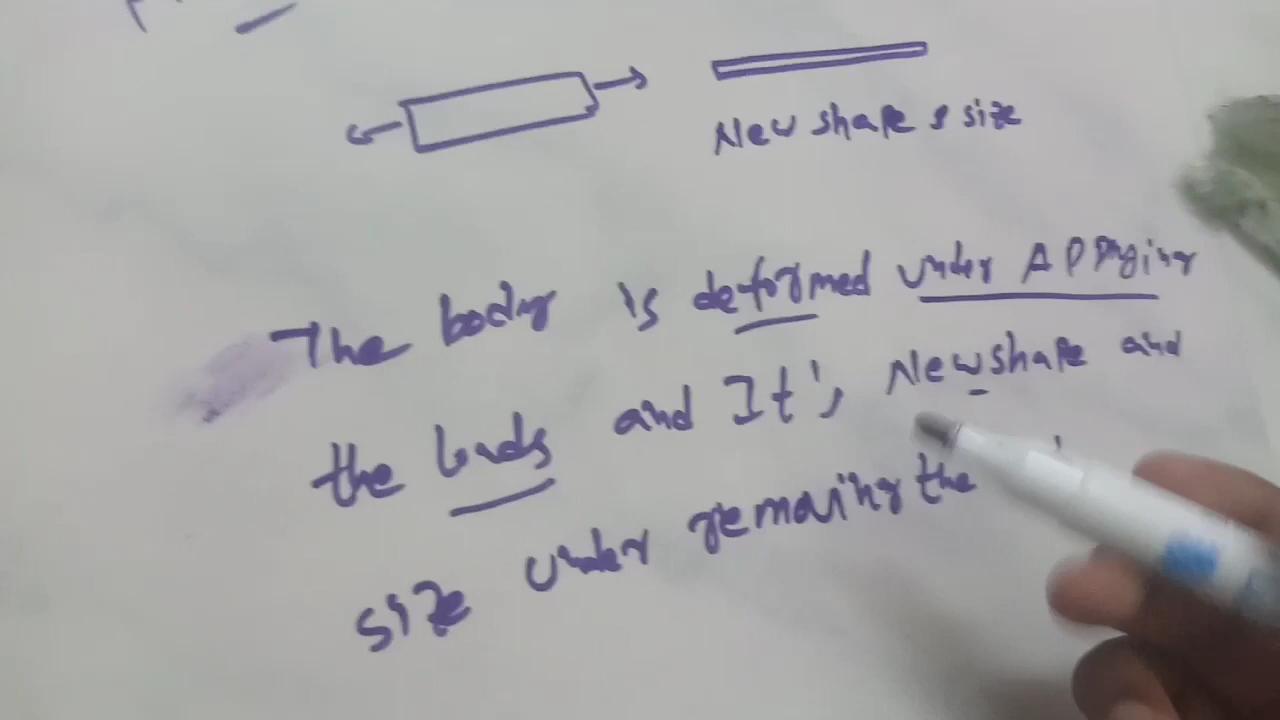 New shape & size
The body is deformed under Applying
the loads and It's New shape and
size under removing the